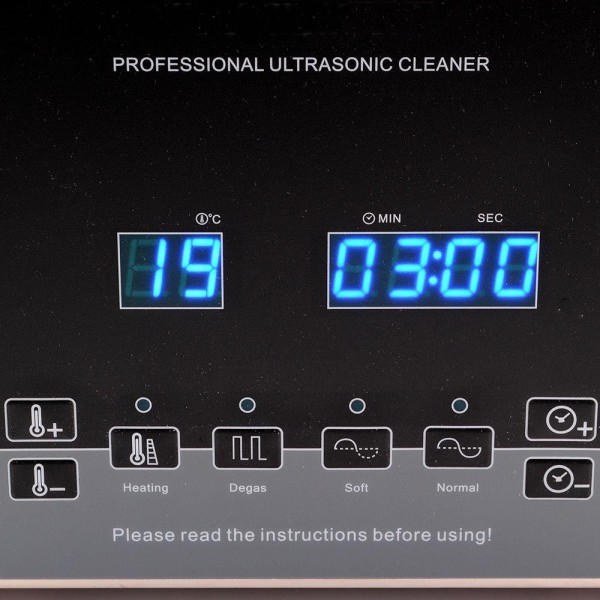 PROFESSIONAL ULTRASONIC CLEANER
°C MIN SEC
19 03:00
+ +
- -
Heating Degas Soft Normal
Please read the instructions before using!